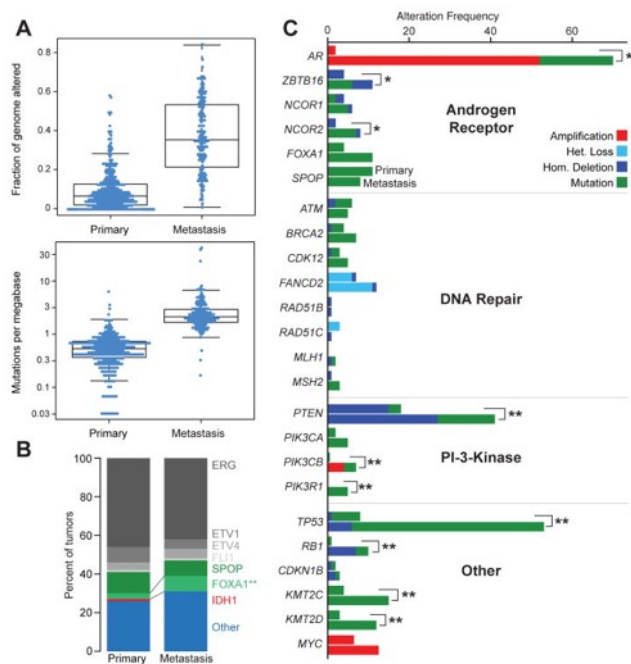 A
Fraction of genome altered
0.8
0.6
0.4
0.2
0
Primary
Metastasis
Mutations per megabase
30
10
3
1
0.3
0.1
0.03
Primary
Metastasis
B
Percent of tumors
100
80
60
40
20
0
ERG
ETV1
ETV4
FLI1
SPOP
FOXA1**
IDH1
Other
Primary
Metastasis
C
Alteration Frequency
0 20 40 60
AR *
ZBTB16 *
NCOR1
NCOR2 *
FOXA1
SPOP
Primary
Metastasis
Androgen
Receptor
Amplification
Het. Loss
Hom. Deletion
Mutation
ATM
BRCA2
CDK12
FANCD2
RAD51B
RAD51C
MLH1
MSH2
DNA Repair
PTEN **
PIK3CA
PIK3CB **
PIK3R1 **
PI-3-Kinase
TP53 **
RB1 **
CDKN1B
KMT2C **
KMT2D **
MYC
Other